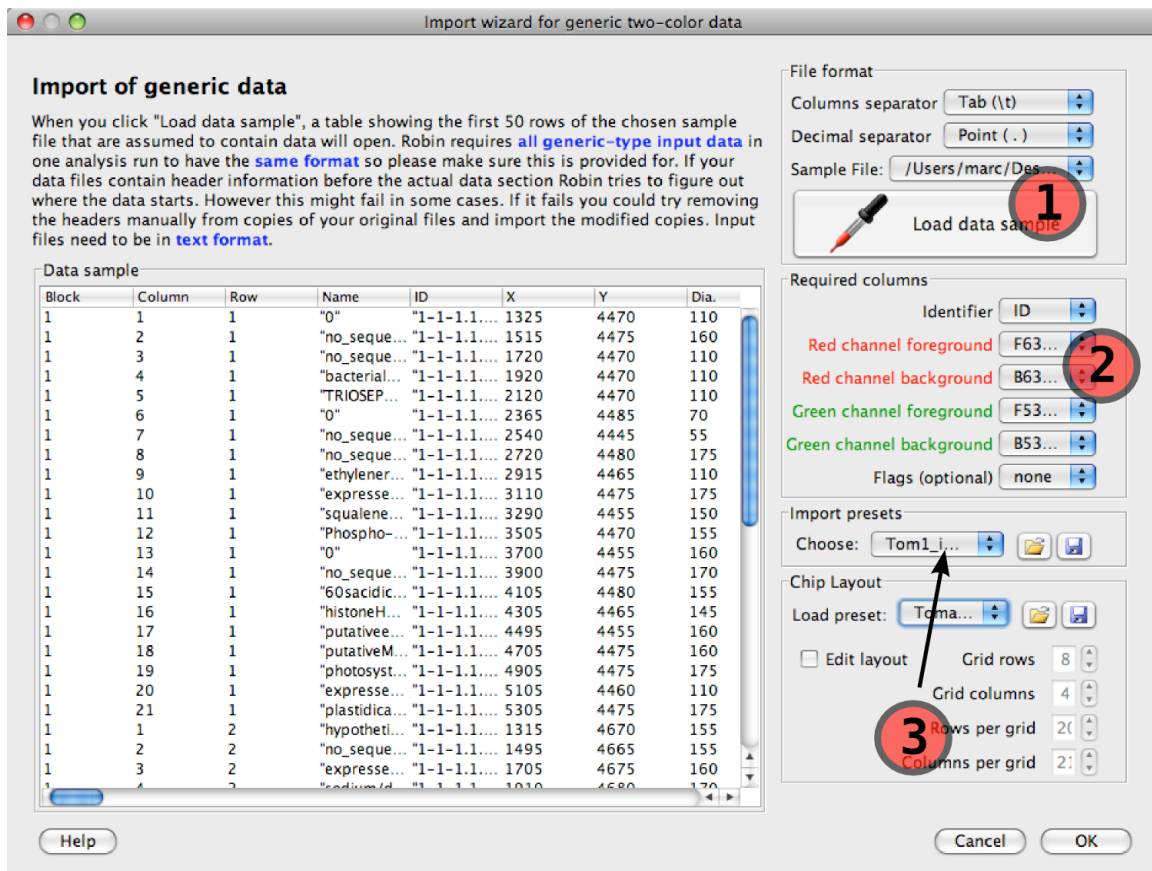 Import wizard for generic two-color data
Import of generic data
When you click "Load data sample", a table showing the first 50 rows of the chosen sample
file that are assumed to contain data will open. Robin requires all generic-type input data in
one analysis run to have the same format so please make sure this is provided for. If your
data files contain header information before the actual data section Robin tries to figure out
where the data starts. However this might fail in some cases. If it fails you could try removing
the headers manually from copies of your original files and import the modified copies. Input
files need to be in text format.
Data sample
Block Column Row Name ID X Y Dia.
1 1 1 "0" "1-1-1.1.... 1325 4470 110
1 2 1 "no_seque... "1-1-1.1.... 1515 4475 160
1 3 1 "no_seque... "1-1-1.1.... 1720 4470 110
1 4 1 "bacterial... "1-1-1.1.... 1920 4470 110
1 5 1 "TRIOSEP... "1-1-1.1.... 2120 4470 110
1 6 1 "0" "1-1-1.1.... 2365 4485 70
1 7 1 "no_seque... "1-1-1.1.... 2540 4445 55
1 8 1 "no_seque... "1-1-1.1.... 2720 4480 175
1 9 1 "ethylener... "1-1-1.1.... 2915 4465 110
1 10 1 "expresse... "1-1-1.1.... 3110 4475 175
1 11 1 "squalene... "1-1-1.1.... 3290 4455 150
1 12 1 "Phospho-... "1-1-1.1.... 3505 4470 155
1 13 1 "0" "1-1-1.1.... 3700 4455 160
1 14 1 "no_seque... "1-1-1.1.... 3900 4475 170
1 15 1 "60sacidic... "1-1-1.1.... 4105 4480 155
1 16 1 "histoneH... "1-1-1.1.... 4305 4465 145
1 17 1 "putativee... "1-1-1.1.... 4495 4455 160
1 18 1 "putativeM... "1-1-1.1.... 4705 4475 160
1 19 1 "photosyst... "1-1-1.1.... 4905 4475 175
1 20 1 "expresse... "1-1-1.1.... 5105 4460 110
1 21 1 "plastidica... "1-1-1.1.... 5305 4475 175
1 1 2 "hypotheti... "1-1-1.1.... 1315 4670 155
1 2 2 "no_seque... "1-1-1.1.... 1495 4665 155
1 3 2 "expresse... "1-1-1.1.... 1705 4675 160
File format
Columns separator Tab (\t)
Decimal separator Point ( . )
Sample File: /Users/marc/Des...
Load data sample
1
Required columns
Identifier ID
Red channel foreground F63...
Red channel background B63...
2
Green channel foreground F53...
Green channel background B53...
Flags (optional) none
Import presets
Choose: Tom1_i...
Chip Layout
Load preset: Toma...
Edit layout Grid rows 8
Grid columns 4
3
Rows per grid 20
Columns per grid 21
Help Cancel OK